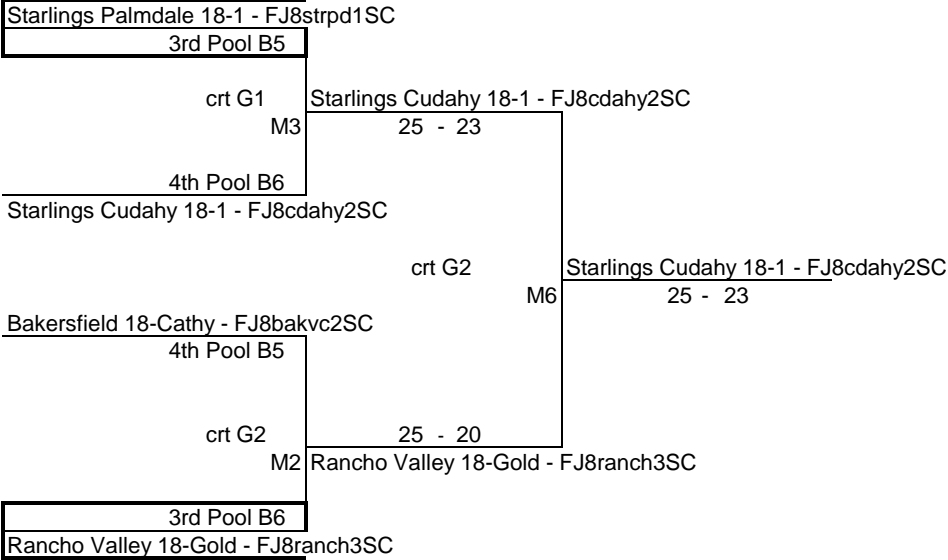 Starlings Palmdale 18-1 - FJ8strpd1SC
3rd Pool B5
crt G1 Starlings Cudahy 18-1 - FJ8cdahy2SC
M3 25 - 23
4th Pool B6
Starlings Cudahy 18-1 - FJ8cdahy2SC
crt G2 Starlings Cudahy 18-1 - FJ8cdahy2SC
M6 25 - 23
Bakersfield 18-Cathy - FJ8bakvc2SC
4th Pool B5
crt G2 25 - 20
M2 Rancho Valley 18-Gold - FJ8ranch3SC
3rd Pool B6
Rancho Valley 18-Gold - FJ8ranch3SC